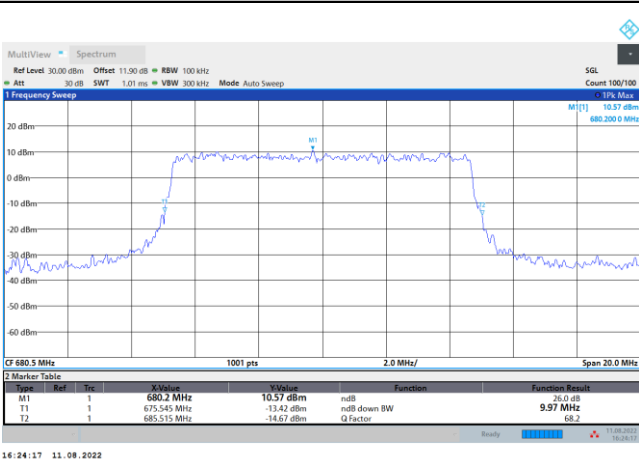 MultiView Spectrum
Ref Level 30.00 dBm Offset 11.90 dB RBW 100 kHz SGL
Att 30 dB SWT 1.01 ms VBW 300 kHz Mode Auto Sweep Count 100/100
1 Frequency Sweep 1Pk Max
M1[1] 10.57 dBm
680.200 0 MHz
20 dBm
M1
10 dBm
0 dBm
T1
T2
-10 dBm
-20 dBm
-30 dBm
-40 dBm
-50 dBm
-60 dBm
CF 680.5 MHz 1001 pts 2.0 MHz/ Span 20.0 MHz
2 Marker Table
Type Ref Trc X-Value Y-Value Function Function Result
M1 1 680.2 MHz 10.57 dBm ndB 26.0 dB
T1 1 675.545 MHz -13.42 dBm ndB down BW 9.97 MHz
T2 1 685.515 MHz -14.67 dBm Q Factor 68.2
Ready 11.08.2022
16:24:17
16:24:17 11.08.2022